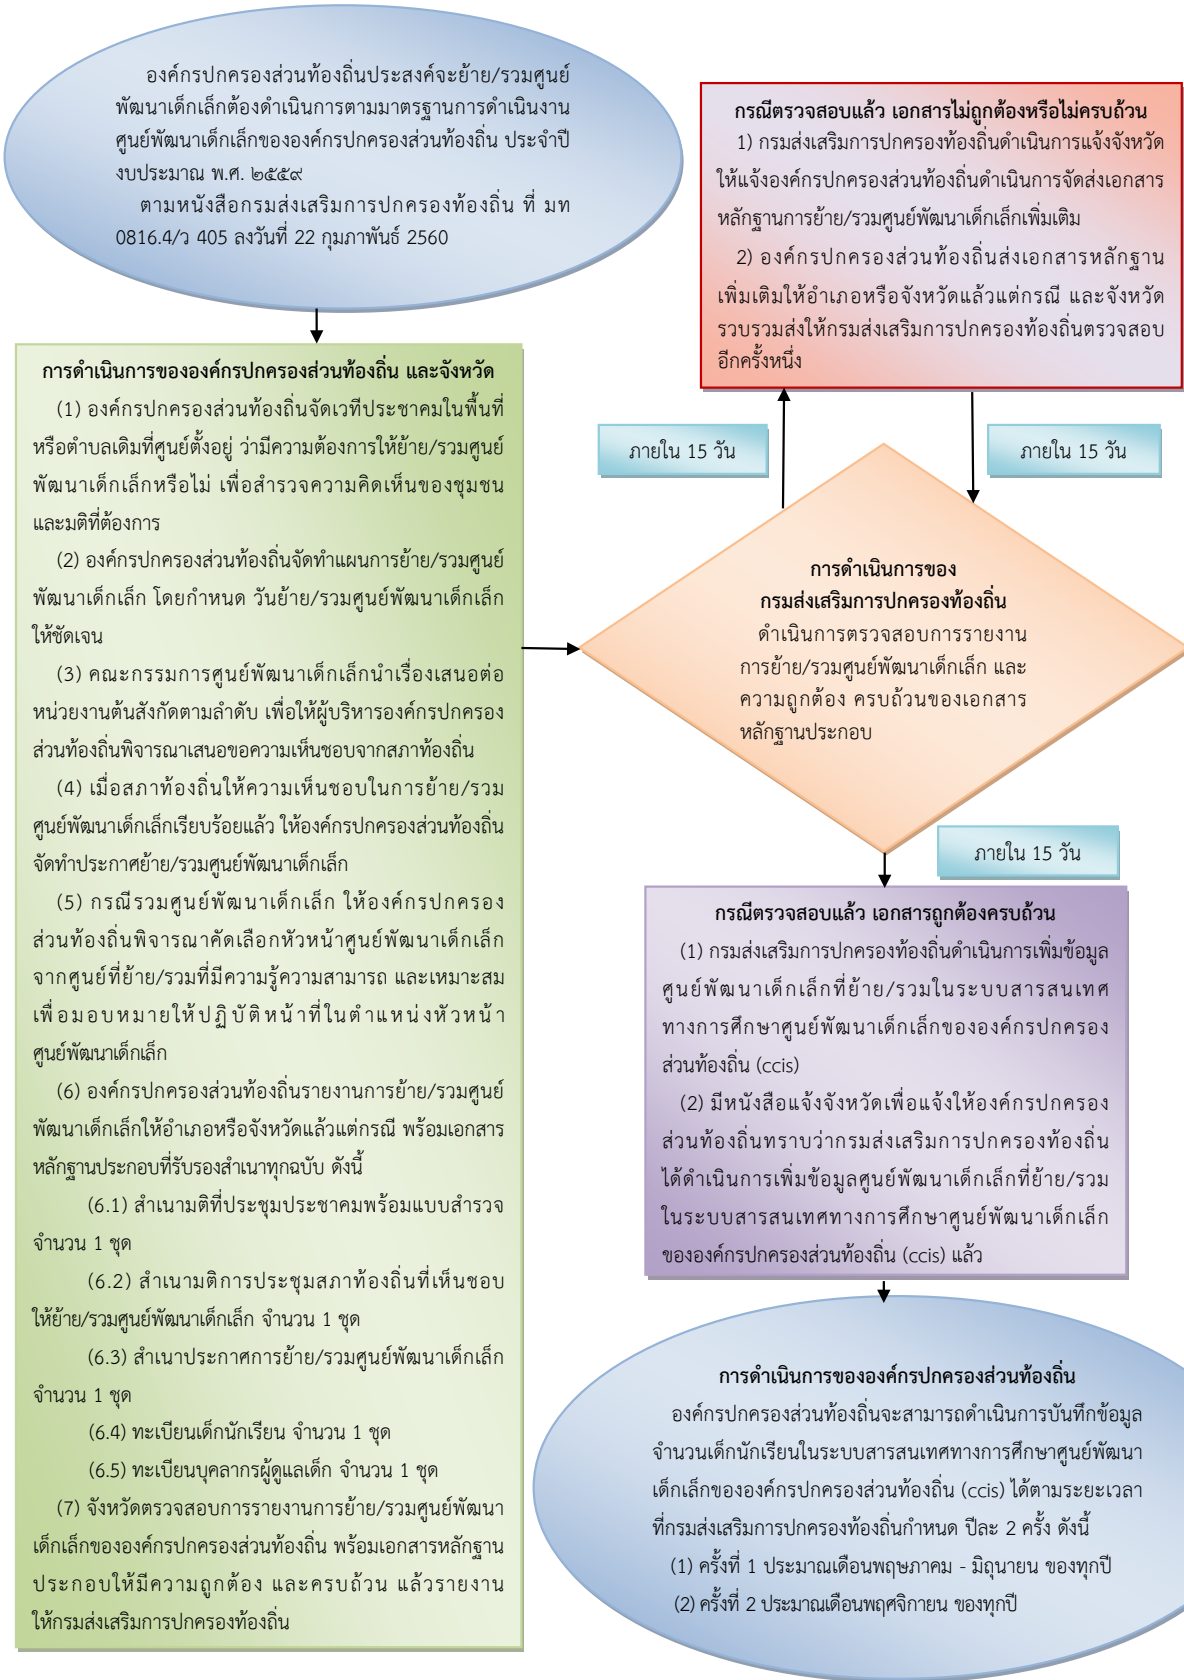 องค์กรปกครองส่วนท้องถิ่นประสงค์จะย้าย/รวมศูนย์
พัฒนาเด็กเล็กต้องดำเนินการตามมาตรฐานการดำเนินงาน
ศูนย์พัฒนาเด็กเล็กขององค์กรปกครองส่วนท้องถิ่น ประจำปี
งบประมาณ พ.ศ. ๒๕๕๙
ตามหนังสือกรมส่งเสริมการปกครองท้องถิ่น ที่ มท
0816.4/ว 405 ลงวันที่ 22 กุมภาพันธ์ 2560
การดำเนินการขององค์กรปกครองส่วนท้องถิ่น และจังหวัด
(1) องค์กรปกครองส่วนท้องถิ่นจัดเวทีประชาคมในพื้นที่
หรือตำบลเดิมที่ศูนย์ตั้งอยู่ ว่ามีความต้องการให้ย้าย/รวมศูนย์
พัฒนาเด็กเล็กหรือไม่ เพื่อสำรวจความคิดเห็นของชุมชน
และมติที่ต้องการ
(2) องค์กรปกครองส่วนท้องถิ่นจัดทำแผนการย้าย/รวมศูนย์
พัฒนาเด็กเล็ก โดยกำหนด วันย้าย/รวมศูนย์พัฒนาเด็กเล็ก
ให้ชัดเจน
(3) คณะกรรมการศูนย์พัฒนาเด็กเล็กนำเรื่องเสนอต่อ
หน่วยงานต้นสังกัดตามลำดับ เพื่อให้ผู้บริหารองค์กรปกครอง
ส่วนท้องถิ่นพิจารณาเสนอขอความเห็นชอบจากสภาท้องถิ่น
(4) เมื่อสภาท้องถิ่นให้ความเห็นชอบในการย้าย/รวม
ศูนย์พัฒนาเด็กเล็กเรียบร้อยแล้ว ให้องค์กรปกครองส่วนท้องถิ่น
จัดทำประกาศย้าย/รวมศูนย์พัฒนาเด็กเล็ก
(5) กรณีรวมศูนย์พัฒนาเด็กเล็ก ให้องค์กรปกครอง
ส่วนท้องถิ่นพิจารณาคัดเลือกหัวหน้าศูนย์พัฒนาเด็กเล็ก
จากศูนย์ที่ย้าย/รวมที่มีความรู้ความสามารถ และเหมาะสม
เพื่อมอบหมายให้ปฏิบัติหน้าที่ในตำแหน่งหัวหน้า
ศูนย์พัฒนาเด็กเล็ก
(6) องค์กรปกครองส่วนท้องถิ่นรายงานการย้าย/รวมศูนย์
พัฒนาเด็กเล็กให้อำเภอหรือจังหวัดแล้วแต่กรณี พร้อมเอกสาร
หลักฐานประกอบที่รับรองสำเนาทุกฉบับ ดังนี้
(6.1) สำเนามติที่ประชุมประชาคมพร้อมแบบสำรวจ
จำนวน 1 ชุด
(6.2) สำเนามติการประชุมสภาท้องถิ่นที่เห็นชอบ
ให้ย้าย/รวมศูนย์พัฒนาเด็กเล็ก จำนวน 1 ชุด
(6.3) สำเนาประกาศการย้าย/รวมศูนย์พัฒนาเด็กเล็ก
จำนวน 1 ชุด
(6.4) ทะเบียนเด็กนักเรียน จำนวน 1 ชุด
(6.5) ทะเบียนบุคลากรผู้ดูแลเด็ก จำนวน 1 ชุด
(7) จังหวัดตรวจสอบการรายงานการย้าย/รวมศูนย์พัฒนา
เด็กเล็กขององค์กรปกครองส่วนท้องถิ่น พร้อมเอกสารหลักฐาน
ประกอบให้มีความถูกต้อง และครบถ้วน แล้วรายงาน
ให้กรมส่งเสริมการปกครองท้องถิ่น
กรณีตรวจสอบแล้ว เอกสารไม่ถูกต้องหรือไม่ครบถ้วน
1) กรมส่งเสริมการปกครองท้องถิ่นดำเนินการแจ้งจังหวัด
ให้แจ้งองค์กรปกครองส่วนท้องถิ่นดำเนินการจัดส่งเอกสาร
หลักฐานการย้าย/รวมศูนย์พัฒนาเด็กเล็กเพิ่มเติม
2) องค์กรปกครองส่วนท้องถิ่นส่งเอกสารหลักฐาน
เพิ่มเติมให้อำเภอหรือจังหวัดแล้วแต่กรณี และจังหวัด
รวบรวมส่งให้กรมส่งเสริมการปกครองท้องถิ่นตรวจสอบ
อีกครั้งหนึ่ง
ภายใน 15 วัน
ภายใน 15 วัน
การดำเนินการของ
กรมส่งเสริมการปกครองท้องถิ่น
ดำเนินการตรวจสอบการรายงาน
การย้าย/รวมศูนย์พัฒนาเด็กเล็ก และ
ความถูกต้อง ครบถ้วนของเอกสาร
หลักฐานประกอบ
ภายใน 15 วัน
กรณีตรวจสอบแล้ว เอกสารถูกต้องครบถ้วน
(1) กรมส่งเสริมการปกครองท้องถิ่นดำเนินการเพิ่มข้อมูล
ศูนย์พัฒนาเด็กเล็กที่ย้าย/รวมในระบบสารสนเทศ
ทางการศึกษาศูนย์พัฒนาเด็กเล็กขององค์กรปกครอง
ส่วนท้องถิ่น (ccis)
(2) มีหนังสือแจ้งจังหวัดเพื่อแจ้งให้องค์กรปกครอง
ส่วนท้องถิ่นทราบว่ากรมส่งเสริมการปกครองท้องถิ่น
ได้ดำเนินการเพิ่มข้อมูลศูนย์พัฒนาเด็กเล็กที่ย้าย/รวม
ในระบบสารสนเทศทางการศึกษาศูนย์พัฒนาเด็กเล็ก
ขององค์กรปกครองส่วนท้องถิ่น (ccis) แล้ว
การดำเนินการขององค์กรปกครองส่วนท้องถิ่น
องค์กรปกครองส่วนท้องถิ่นจะสามารถดำเนินการบันทึกข้อมูล
จำนวนเด็กนักเรียนในระบบสารสนเทศทางการศึกษาศูนย์พัฒนา
เด็กเล็กขององค์กรปกครองส่วนท้องถิ่น (ccis) ได้ตามระยะเวลา
ที่กรมส่งเสริมการปกครองท้องถิ่นกำหนด ปีละ 2 ครั้ง ดังนี้
(1) ครั้งที่ 1 ประมาณเดือนพฤษภาคม - มิถุนายน ของทุกปี
(2) ครั้งที่ 2 ประมาณเดือนพฤศจิกายน ของทุกปี